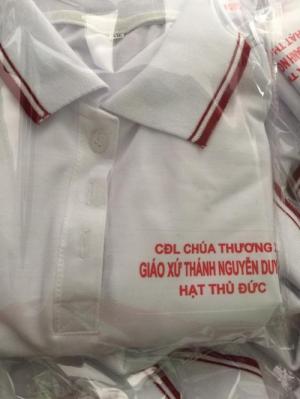 CĐL CHÚA THƯƠNG
GIÁO XỨ THÁNH NGUYỄN DUY
HẠT THỦ ĐỨC